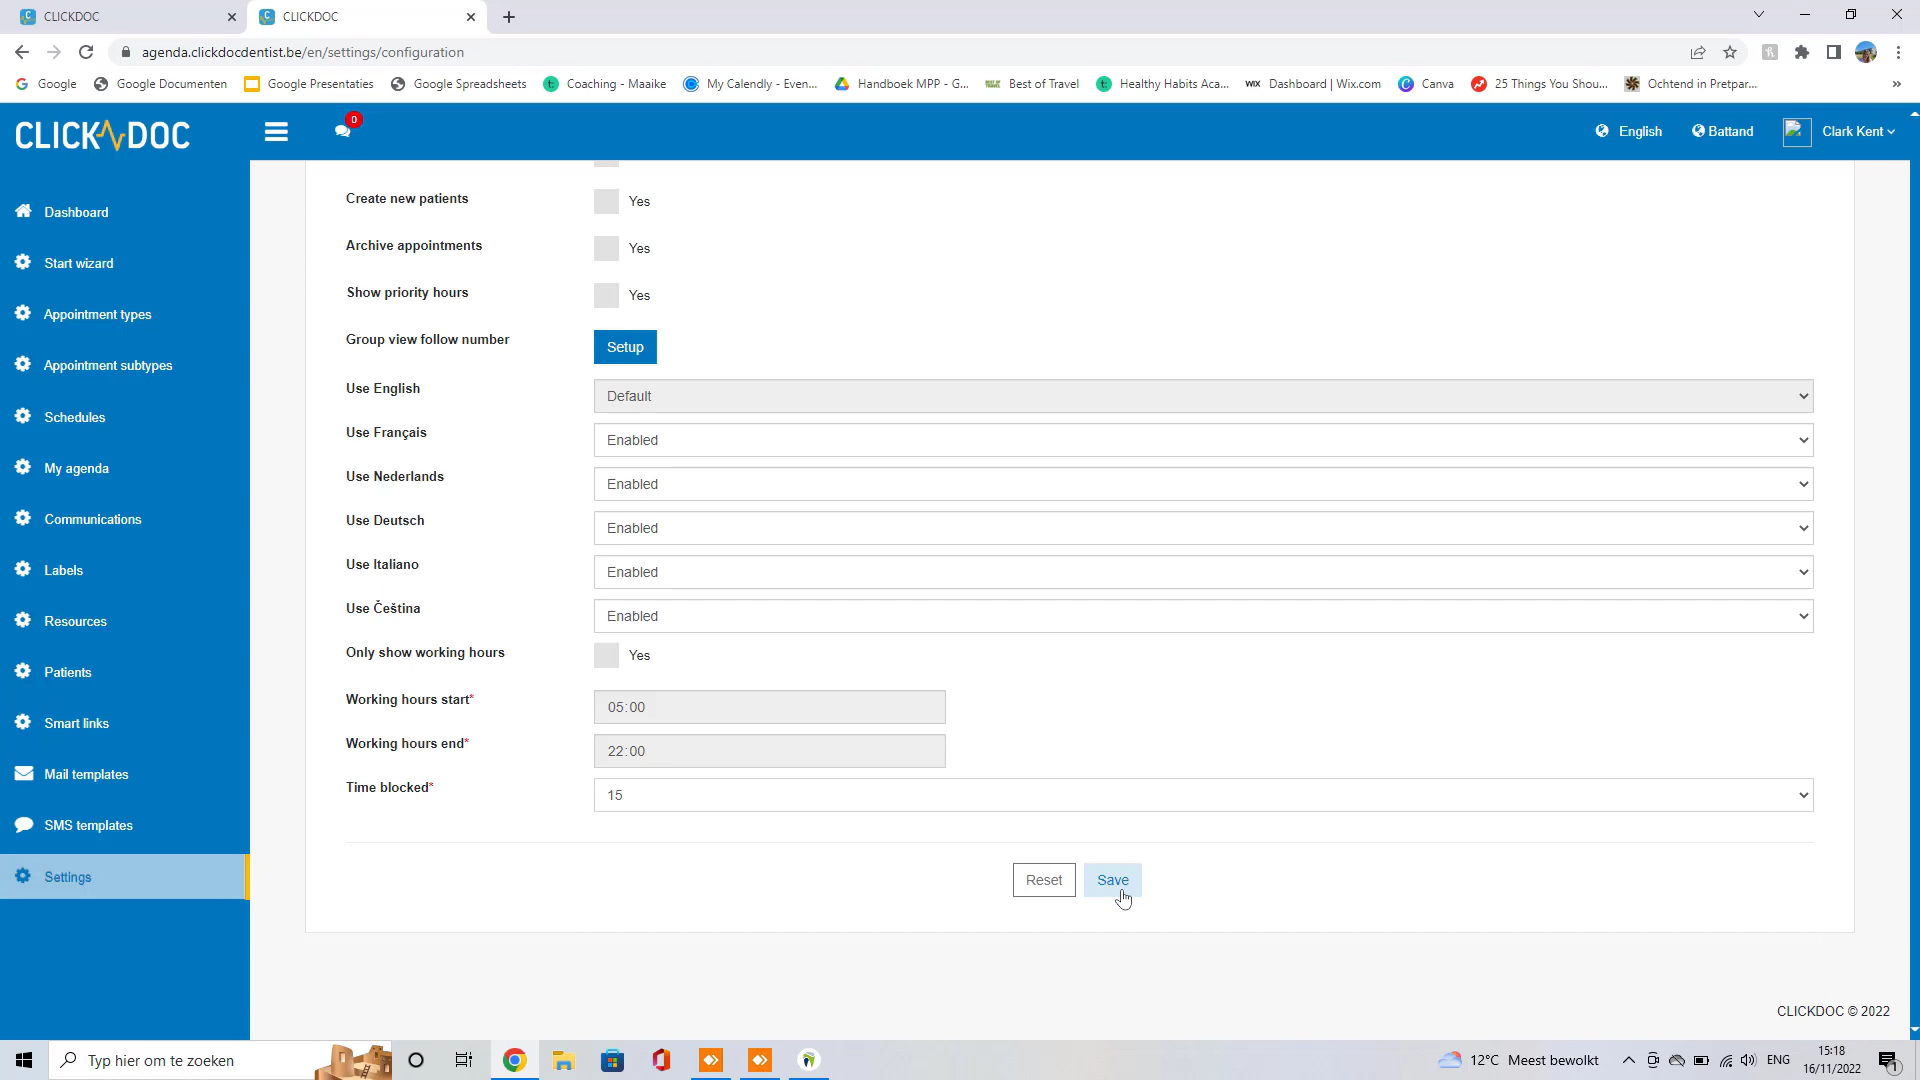 CLICKDOC
CLICKDOC
agenda.clickdocdentist.be/en/settings/configuration
Google
Google Documenten
Google Presentaties
Google Spreadsheets
Coaching - Maaike
My Calendly - Even...
Handboek MPP - G...
Best of Travel
Healthy Habits Aca...
WIX Dashboard | Wix.com
Canva
25 Things You Shou...
Ochtend in Pretpar...
»
CLICKDOC
0
English
Battand
Clark Kent
Dashboard
Start wizard
Appointment types
Appointment subtypes
Schedules
My agenda
Communications
Labels
Resources
Patients
Smart links
Mail templates
SMS templates
Settings
Create new patients Yes
Archive appointments Yes
Show priority hours Yes
Group view follow number Setup
Use English Default
Use Français Enabled
Use Nederlands Enabled
Use Deutsch Enabled
Use Italiano Enabled
Use Čeština Enabled
Only show working hours Yes
Working hours start* 05:00
Working hours end* 22:00
Time blocked* 15
Reset Save
CLICKDOC © 2022
Typ hier om te zoeken
12°C Meest bewolkt
ENG
15:18
16/11/2022
1